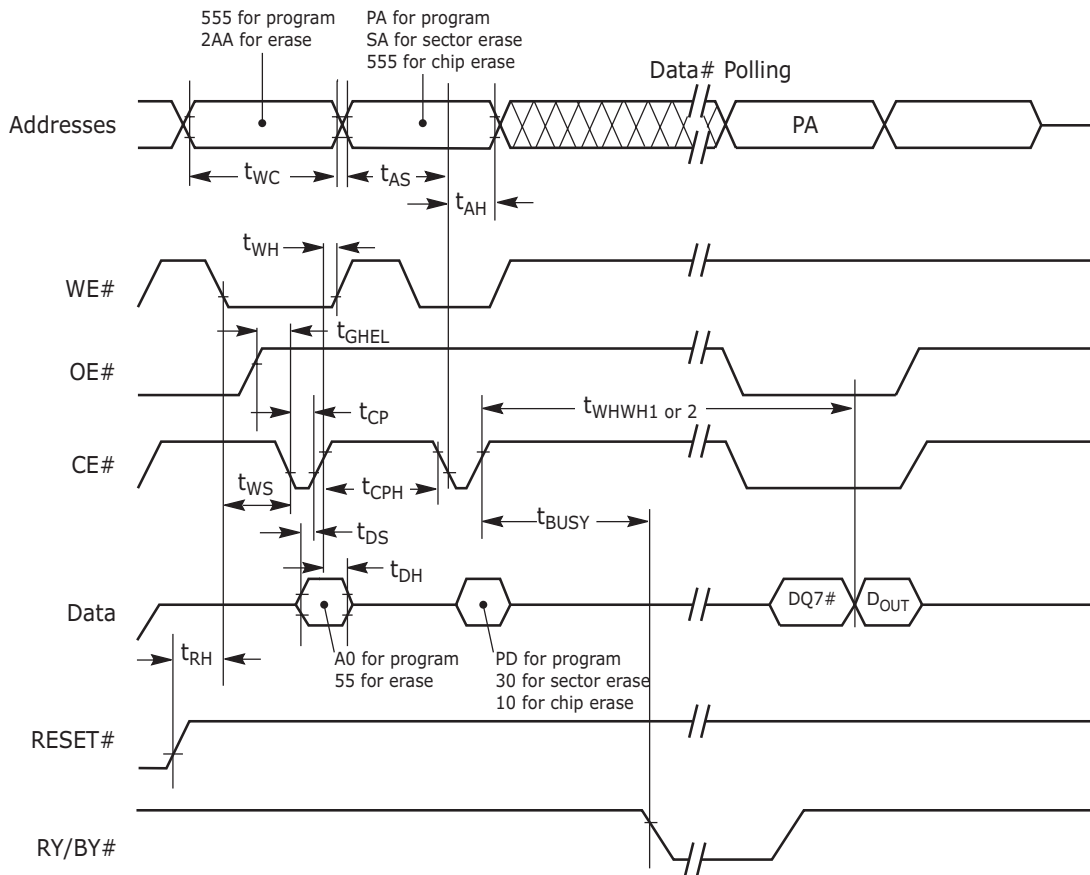 555 for program
2AA for erase
PA for program
SA for sector erase
555 for chip erase
Data# Polling
Addresses
PA
tWC
tAS
tAH
tWH
WE#
tGHEL
OE#
tWHWH1 or 2
tCP
CE#
tWS
tCPH
tBUSY
tDS
tDH
Data
DQ7#
DOUT
tRH
A0 for program
55 for erase
PD for program
30 for sector erase
10 for chip erase
RESET#
RY/BY#